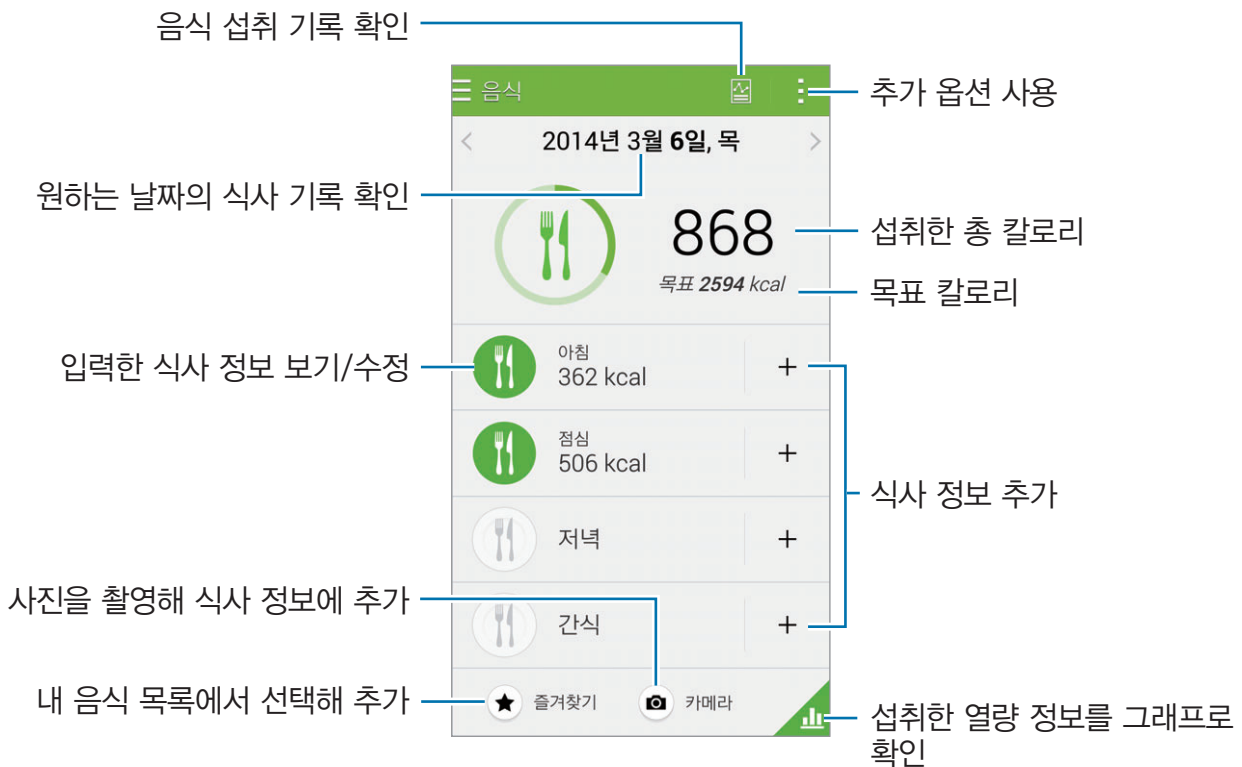 음식 섭취 기록 확인
음식
추가 옵션 사용
2014년 3월 6일, 목
원하는 날짜의 식사 기록 확인
868
섭취한 총 칼로리
목표 2594 kcal
목표 칼로리
입력한 식사 정보 보기/수정
아침
362 kcal
+
점심
506 kcal
+
식사 정보 추가
저녁
+
사진을 촬영해 식사 정보에 추가
간식
+
내 음식 목록에서 선택해 추가
즐겨찾기
카메라
섭취한 열량 정보를 그래프로
확인